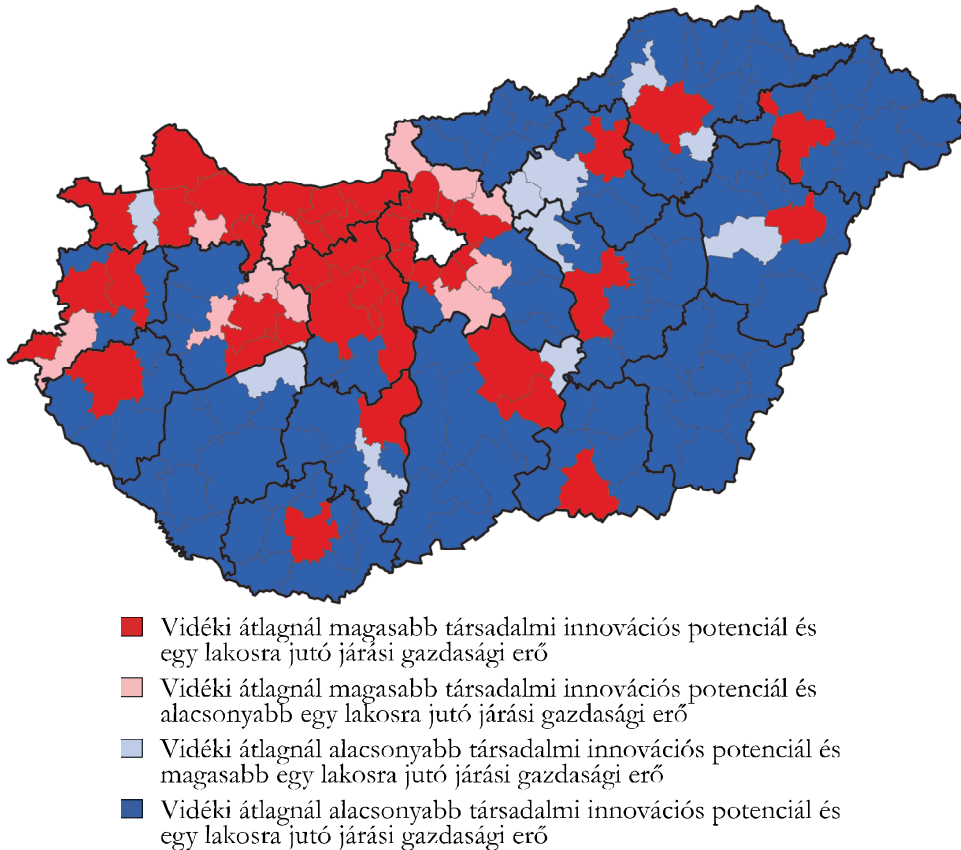 Vidéki átlagnál magasabb társadalmi innovációs potenciál és
egy lakosra jutó járási gazdasági erő
Vidéki átlagnál magasabb társadalmi innovációs potenciál és
alacsonyabb egy lakosra jutó járási gazdasági erő
Vidéki átlagnál alacsonyabb társadalmi innovációs potenciál és
magasabb egy lakosra jutó járási gazdasági erő
Vidéki átlagnál alacsonyabb társadalmi innovációs potenciál és
egy lakosra jutó járási gazdasági erő